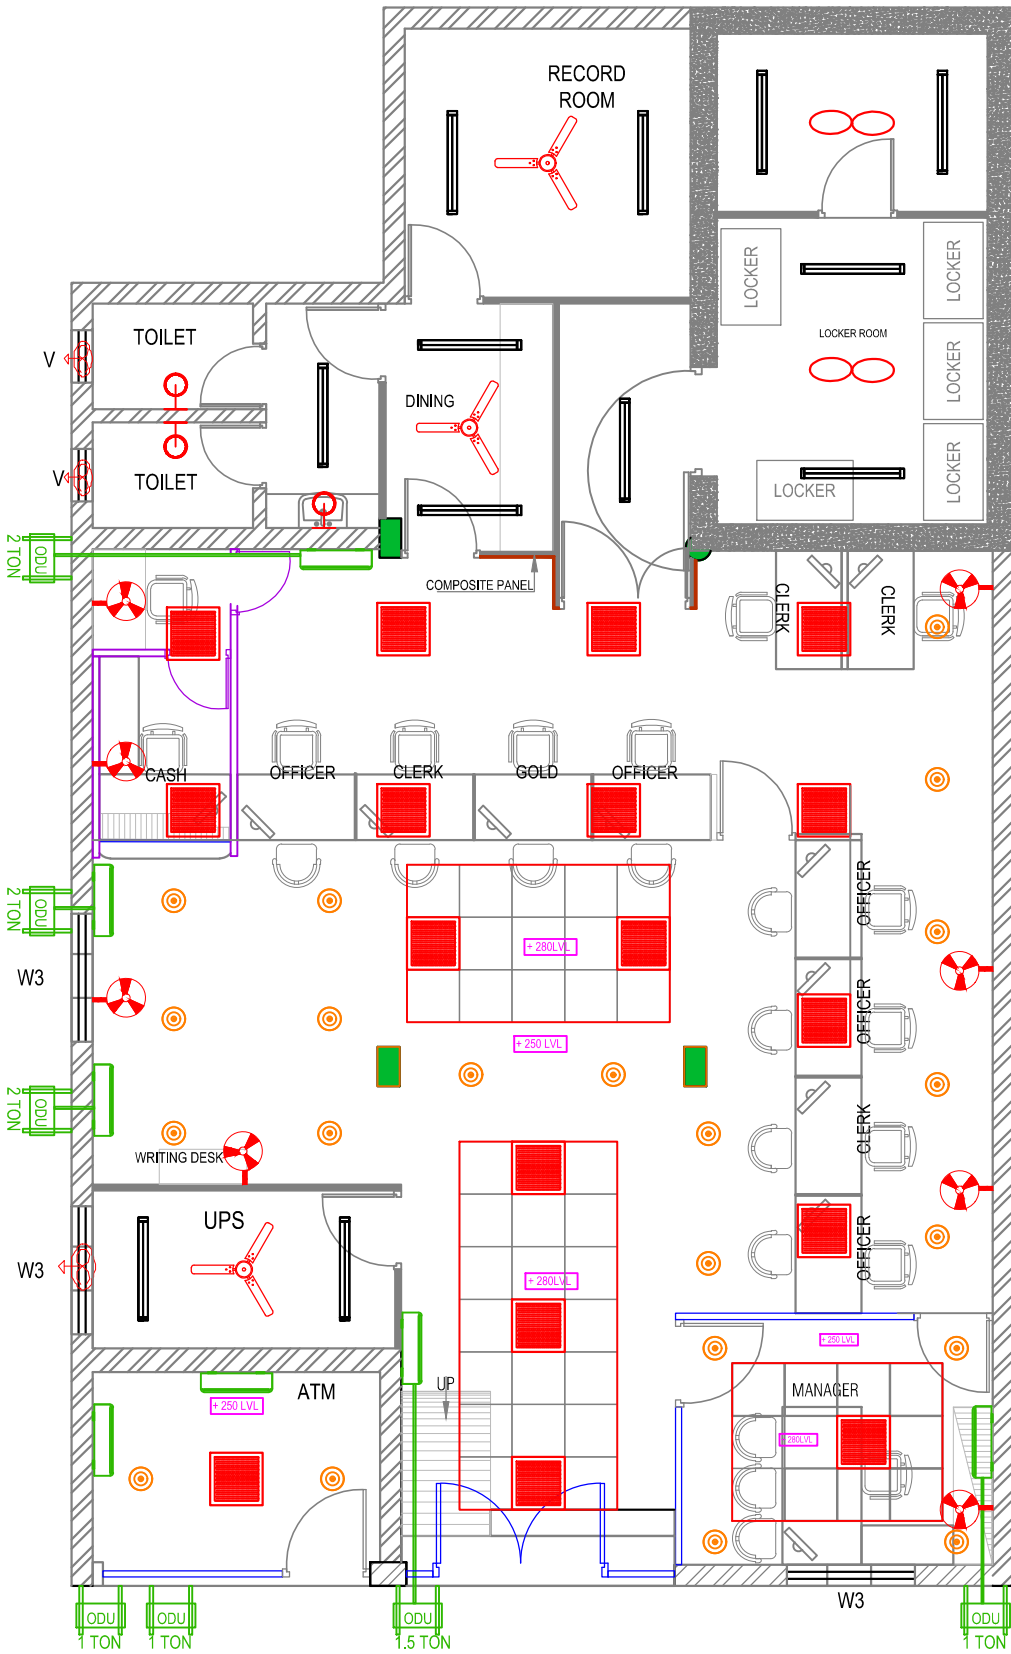 RECORD
ROOM
LOCKER
LOCKER
LOCKER ROOM
TOILET
V
LOCKER
DINING
TOILET
V
LOCKER
LOCKER
ODU
2 TON
COMPOSITE PANEL
CLERK
CLERK
CASH
OFFICER
CLERK
GOLD
OFFICER
ODU
2 TON
OFFICER
+ 280LVL
W3
OFFICER
+ 250 LVL
ODU
2 TON
CLERK
WRITING DESK
UPS
OFFICER
W3
+ 280LVL
+ 250 LVL
UP
ATM
MANAGER
+ 250 LVL
+ 280LVL
W3
ODU
1 TON
ODU
1 TON
ODU
1.5 TON
ODU
1 TON